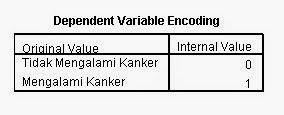 Dependent Variable Encoding
Original Value Internal Value
Tidak Mengalami Kanker 0
Mengalami Kanker 1